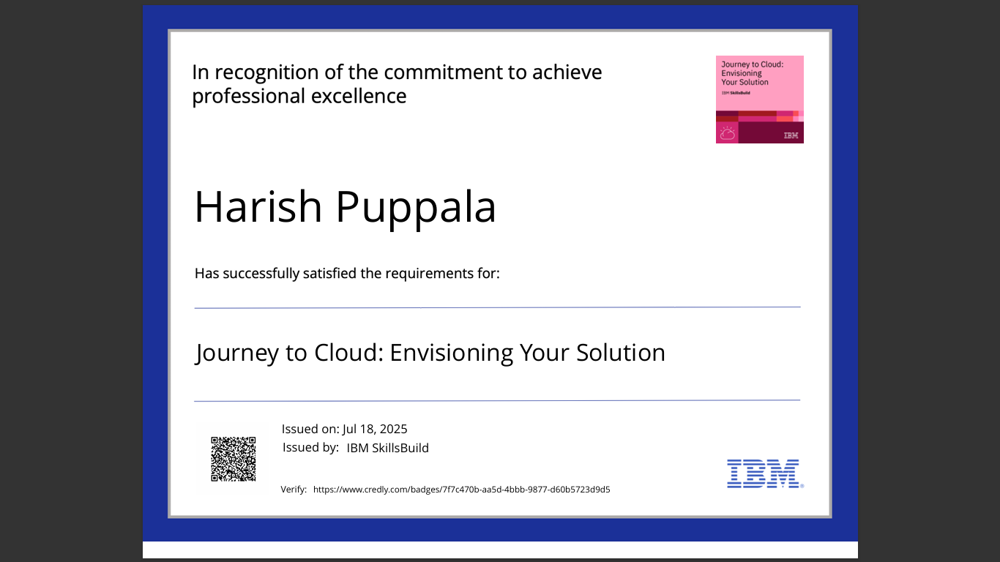 In recognition of the commitment to achieve
professional excellence
Journey to Cloud:
Envisioning
Your Solution
IBM SkillsBuild
IBM
Harish Puppala
Has successfully satisfied the requirements for:
Journey to Cloud: Envisioning Your Solution
Issued on: Jul 18, 2025
Issued by: IBM SkillsBuild
Verify: https://www.credly.com/badges/7f7c470b-aa5d-4bbb-9877-d60b5723d9d5
IBM®